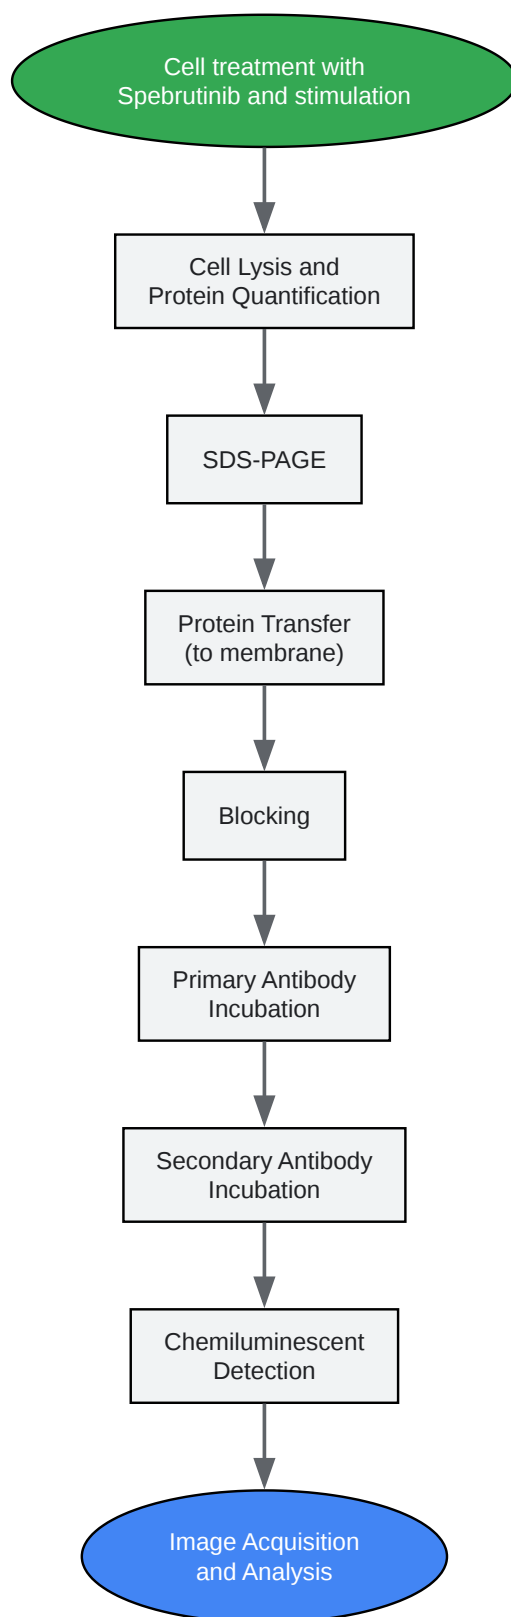 Cell treatment with
Spebrutinib and stimulation
Cell Lysis and
Protein Quantification
SDS-PAGE
Protein Transfer
(to membrane)
Blocking
Primary Antibody
Incubation
Secondary Antibody
Incubation
Chemiluminescent
Detection
Image Acquisition
and Analysis